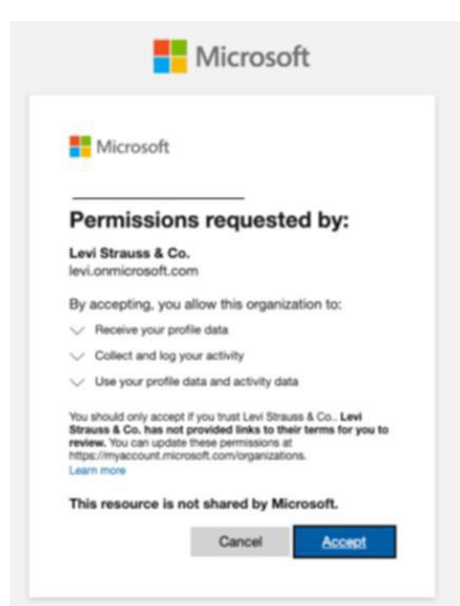 Microsoft
Microsoft
Permissions requested by:
Levi Strauss & Co.
levi.onmicrosoft.com
By accepting, you allow this organization to:
Receive your profile data
Collect and log your activity
Use your profile data and activity data
You should only accept if you trust Levi Strauss & Co.. Levi
Strauss & Co. has not provided links to their terms for you to
review. You can update these permissions at
https://myaccount.microsoft.com/organizations.
Learn more
This resource is not shared by Microsoft.
Cancel Accept